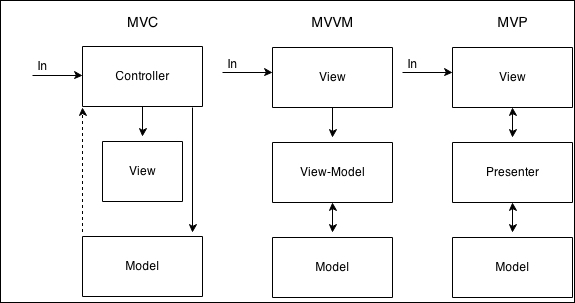 MVC
In
Controller
View
Model
MVVM
In
View
View-Model
Model
MVP
In
View
Presenter
Model